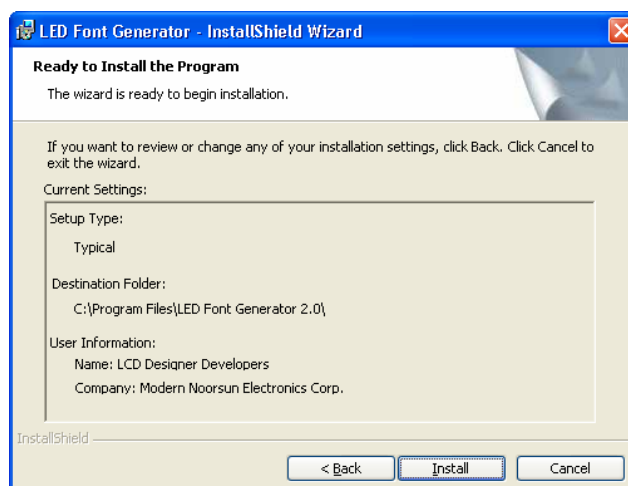 LED Font Generator - InstallShield Wizard
Ready to Install the Program
The wizard is ready to begin installation.
If you want to review or change any of your installation settings, click Back. Click Cancel to
exit the wizard.
Current Settings:
Setup Type:
Typical
Destination Folder:
C:\Program Files\LED Font Generator 2.0\
User Information:
Name: LCD Designer Developers
Company: Modern Noorsun Electronics Corp.
InstallShield
< Back Install Cancel